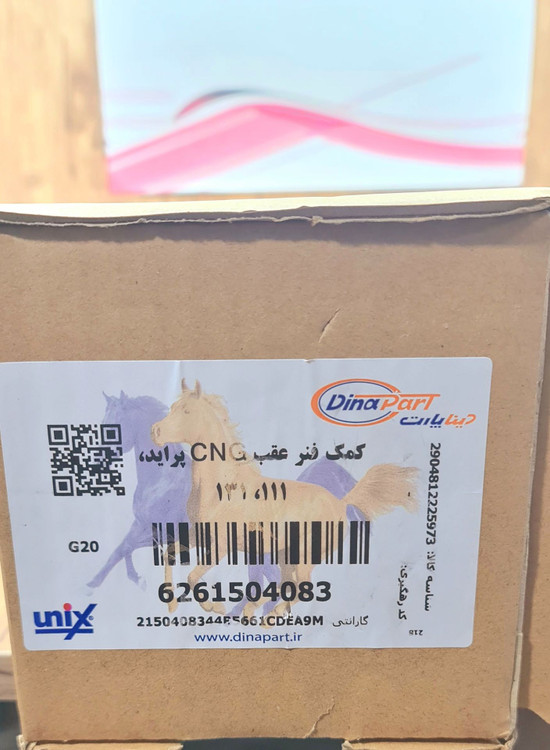 DinaPart
دیناپارت
کمک فنر عقب CNG پراید،
۱۳۱، ۱۱۱
G20
6261504083
unix
گارانتی
www.dinapart.ir
شناسه کالا: 2904812225973
کد رهگیری:
218